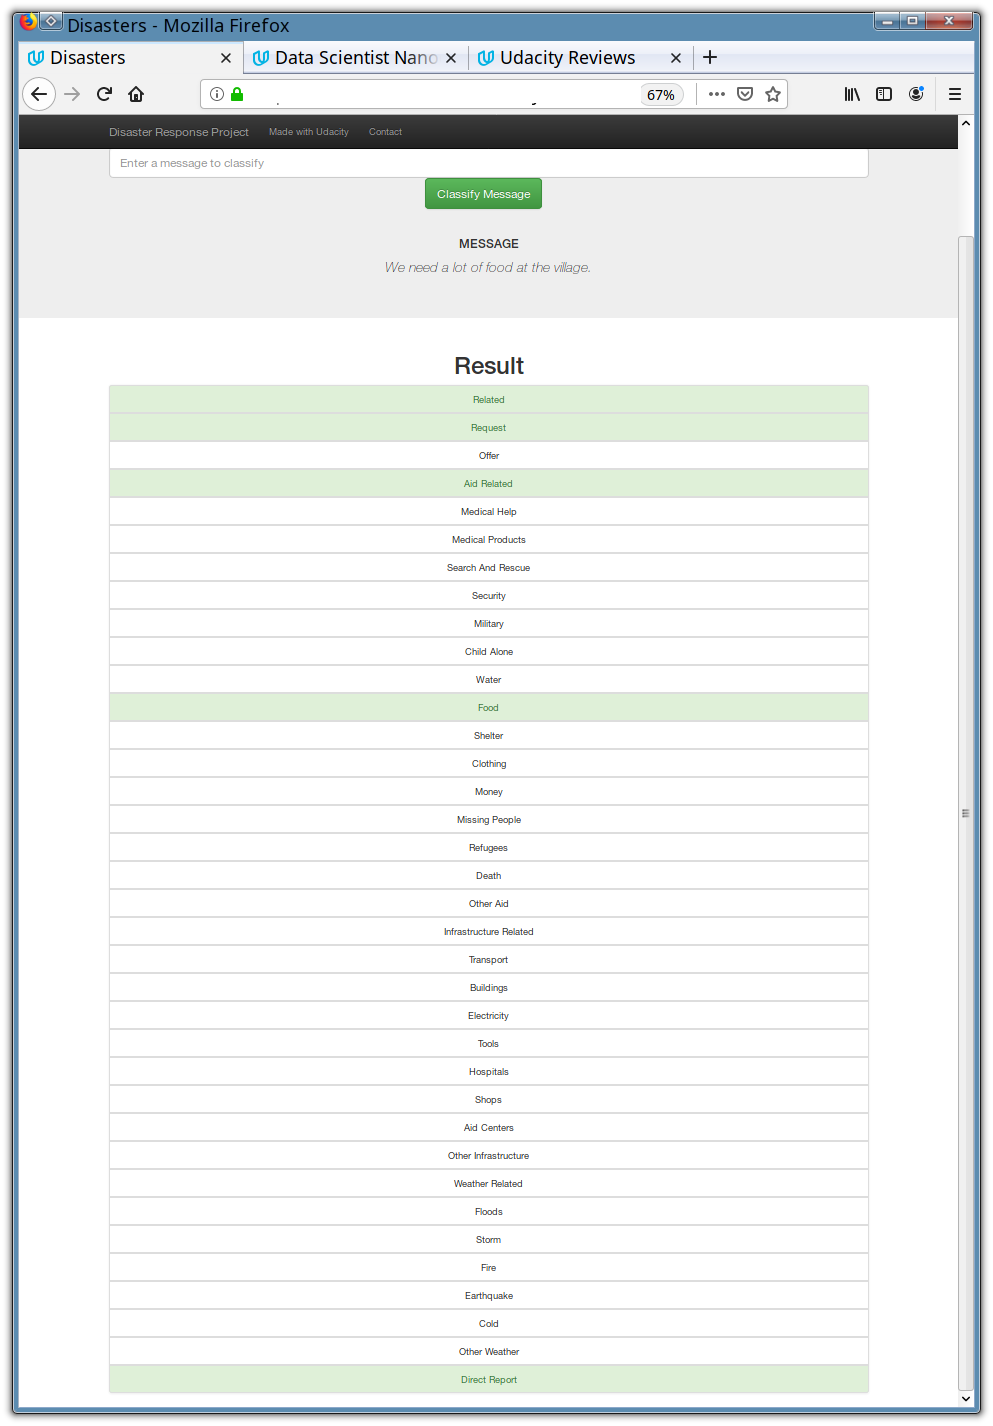 Disasters - Mozilla Firefox
Disasters
Data Scientist Nano
Udacity Reviews
67%
Disaster Response Project
Made with Udacity
Contact
Enter a message to classify
Classify Message
MESSAGE
We need a lot of food at the village.
Result
Related
Request
Offer
Aid Related
Medical Help
Medical Products
Search And Rescue
Security
Military
Child Alone
Water
Food
Shelter
Clothing
Money
Missing People
Refugees
Death
Other Aid
Infrastructure Related
Transport
Buildings
Electricity
Tools
Hospitals
Shops
Aid Centers
Other Infrastructure
Weather Related
Floods
Storm
Fire
Earthquake
Cold
Other Weather
Direct Report